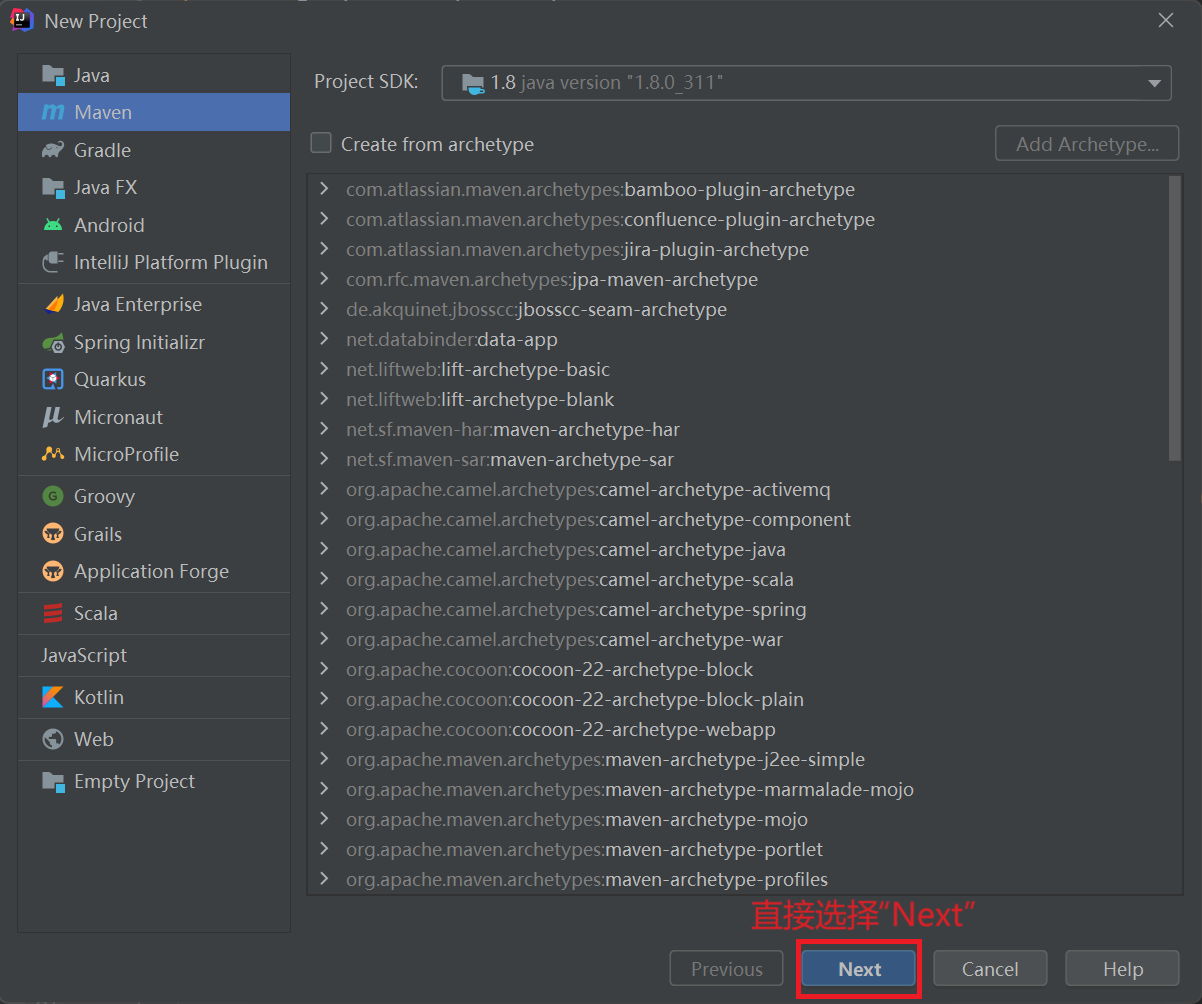 New Project
Java
Maven
Gradle
Java FX
Android
IntelliJ Platform Plugin
Java Enterprise
Spring Initializr
Quarkus
Micronaut
MicroProfile
Groovy
Grails
Application Forge
Scala
JavaScript
Kotlin
Web
Empty Project
Project SDK: 1.8 java version "1.8.0_311"
Create from archetype Add Archetype...
com.atlassian.maven.archetypes:bamboo-plugin-archetype
com.atlassian.maven.archetypes:confluence-plugin-archetype
com.atlassian.maven.archetypes:jira-plugin-archetype
com.rfc.maven.archetypes:jpa-maven-archetype
de.akquinet.jbosscc:jbosscc-seam-archetype
net.databinder:data-app
net.liftweb:lift-archetype-basic
net.liftweb:lift-archetype-blank
net.sf.maven-har:maven-archetype-har
net.sf.maven-sar:maven-archetype-sar
org.apache.camel.archetypes:camel-archetype-activemq
org.apache.camel.archetypes:camel-archetype-component
org.apache.camel.archetypes:camel-archetype-java
org.apache.camel.archetypes:camel-archetype-scala
org.apache.camel.archetypes:camel-archetype-spring
org.apache.camel.archetypes:camel-archetype-war
org.apache.cocoon:cocoon-22-archetype-block
org.apache.cocoon:cocoon-22-archetype-block-plain
org.apache.cocoon:cocoon-22-archetype-webapp
org.apache.maven.archetypes:maven-archetype-j2ee-simple
org.apache.maven.archetypes:maven-archetype-marmalade-mojo
org.apache.maven.archetypes:maven-archetype-mojo
org.apache.maven.archetypes:maven-archetype-portlet
org.apache.maven.archetypes:maven-archetype-profiles
直接选择“Next”
Previous Next Cancel Help